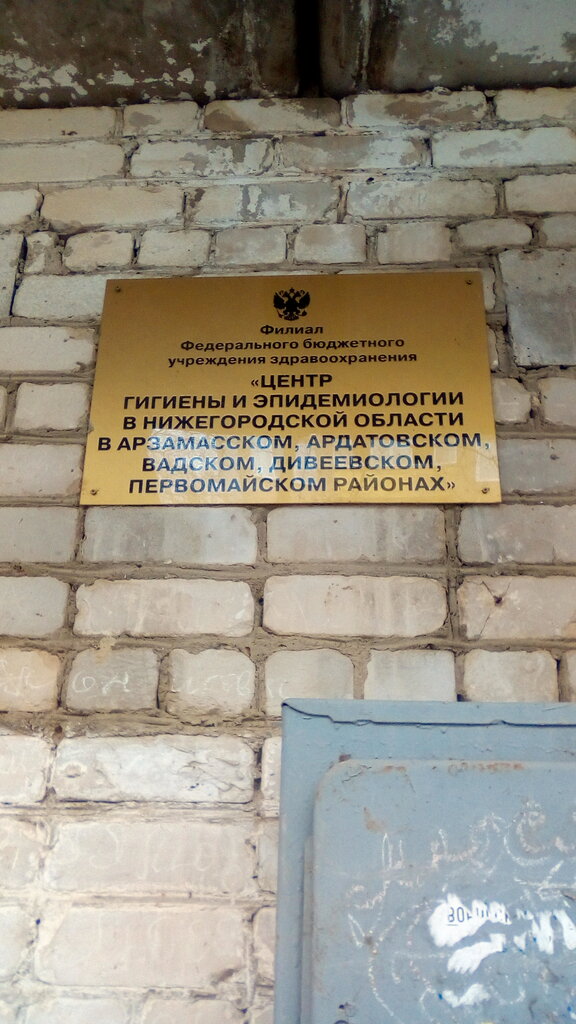 Филиал
Федерального бюджетного
учреждения здравоохранения
«ЦЕНТР
ГИГИЕНЫ И ЭПИДЕМИОЛОГИИ
В НИЖЕГОРОДСКОЙ ОБЛАСТИ
В АРЗАМАССКОМ, АРДАТОВСКОМ,
ВАДСКОМ, ДИВЕЕВСКОМ,
ПЕРВОМАЙСКОМ РАЙОНАХ»